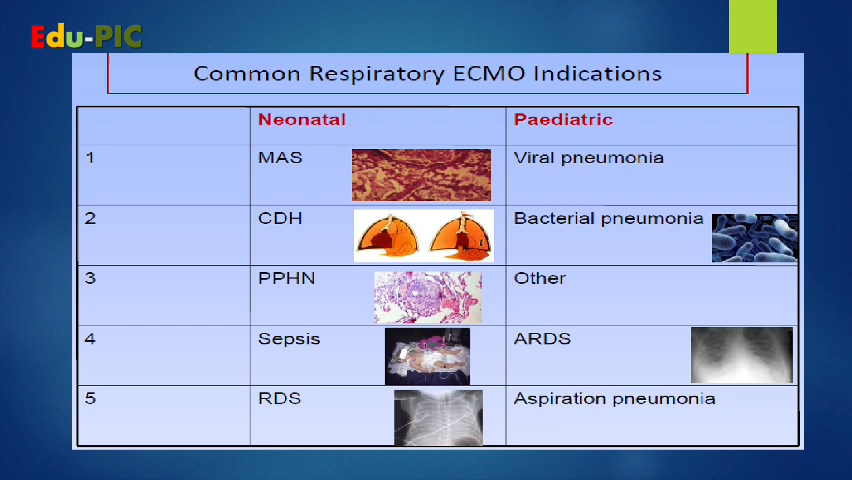 Edu-PIC
Common Respiratory ECMO Indications
Neonatal Paediatric
1 MAS Viral pneumonia
2 CDH Bacterial pneumonia
3 PPHN Other
4 Sepsis ARDS
5 RDS Aspiration pneumonia